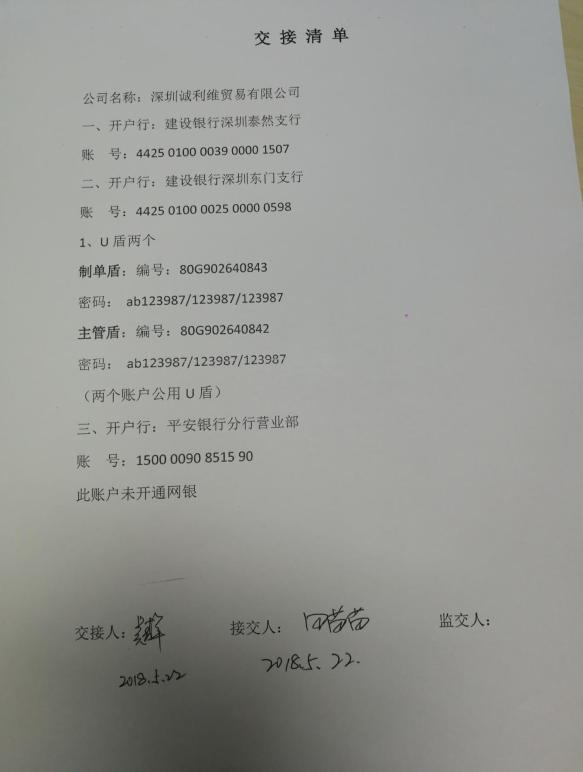 交接清单
公司名称：深圳诚利维贸易有限公司
一、开户行：建设银行深圳泰然支行
账 号：4425 0100 0039 0000 1507
二、开户行：建设银行深圳东门支行
账 号：4425 0100 0025 0000 0598
1、U盾两个
制单盾：编号：80G902640843
密码： ab123987/123987/123987
主管盾：编号：80G902640842
密码： ab123987/123987/123987
（两个账户公用 U 盾）
三、开户行：平安银行分行营业部
账 号：1500 0090 8515 90
此账户未开通网银
交接人： 接交人： 田苗苗 监交人：
2018.5.22 2018.5.22.